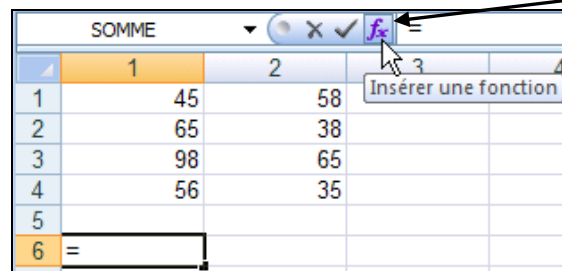 SOMME fx =
1 2 3 4
Insérer une fonction
1 45 58
2 65 38
3 98 65
4 56 35
5
6 =